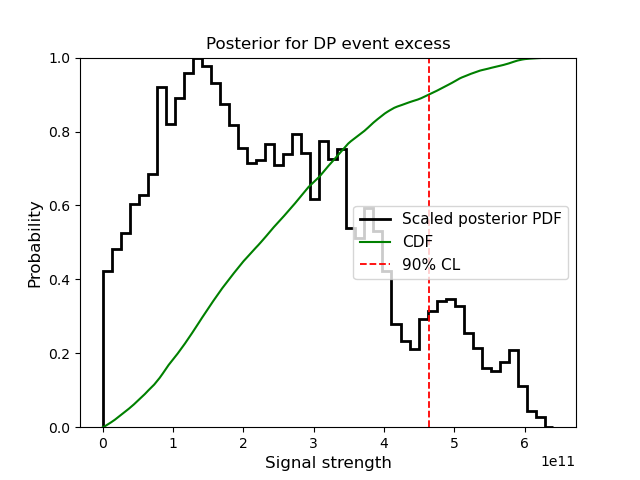 Posterior for DP event excess
1.0
0.8
0.6
0.4
0.2
0.0
Probability
Scaled posterior PDF
CDF
90% CL
0 1 2 3 4 5 6
1e11
Signal strength